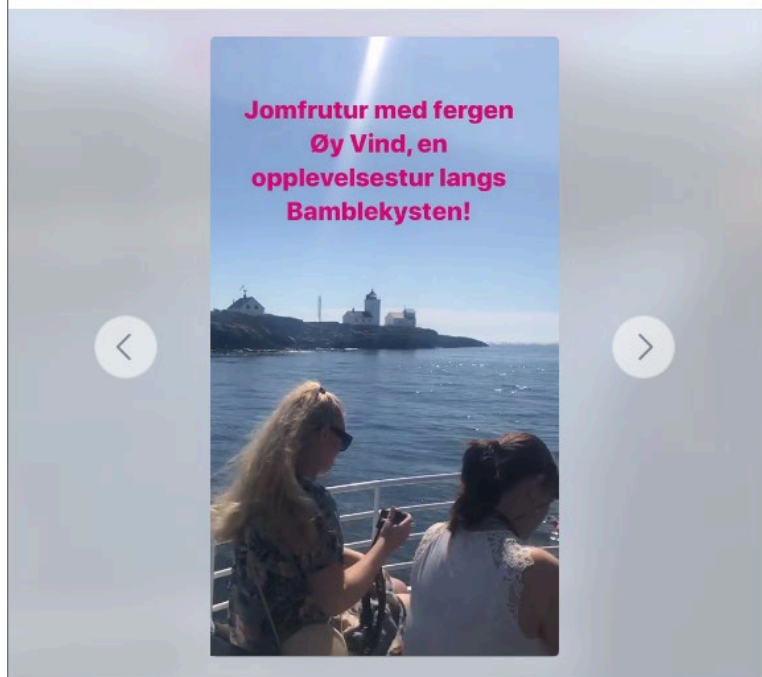 Jomfrutur med fergen
Øy Vind, en
opplevelsestur langs
Bamblekysten!